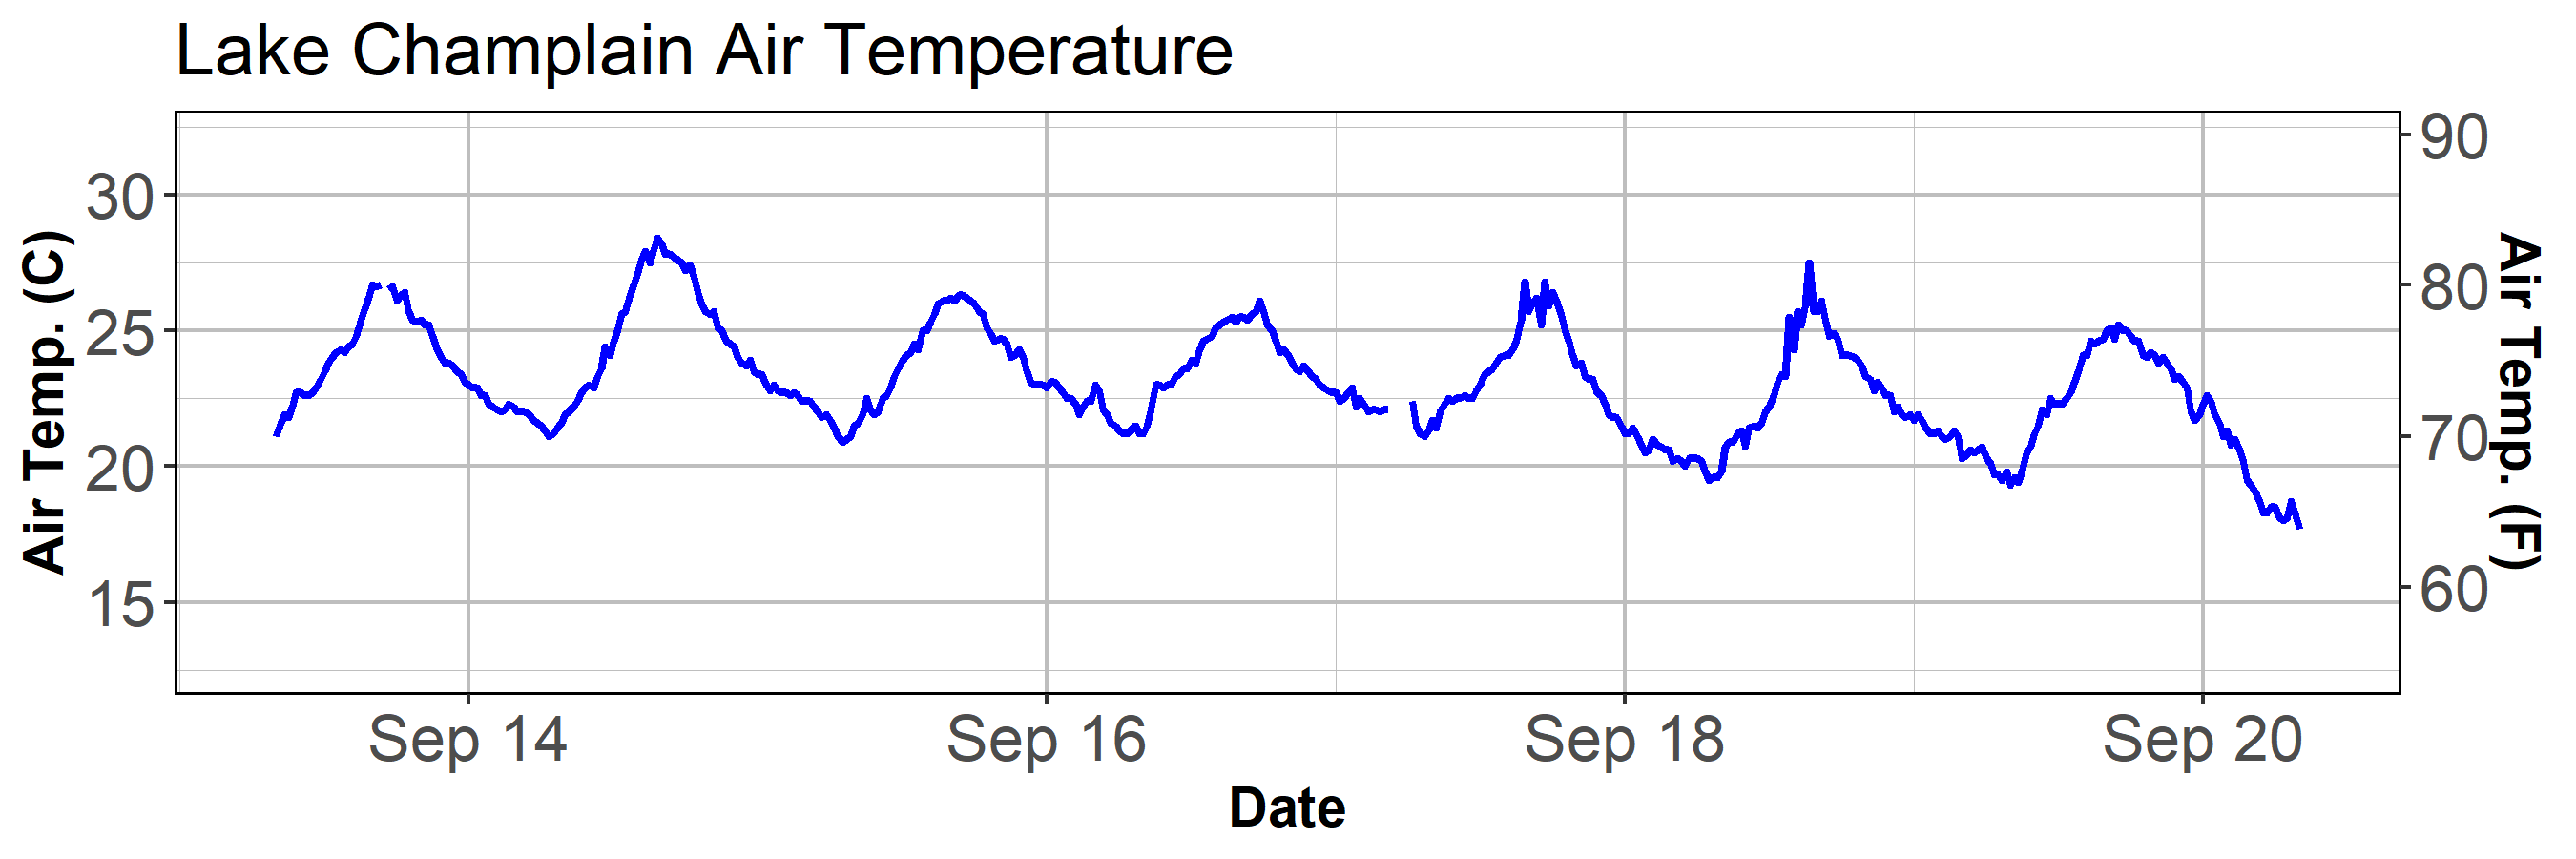 Lake Champlain Air Temperature
Air Temp. (C)
30
25
20
15
90
80
70
60
Air Temp. (F)
Sep 14 Sep 16 Sep 18 Sep 20
Date